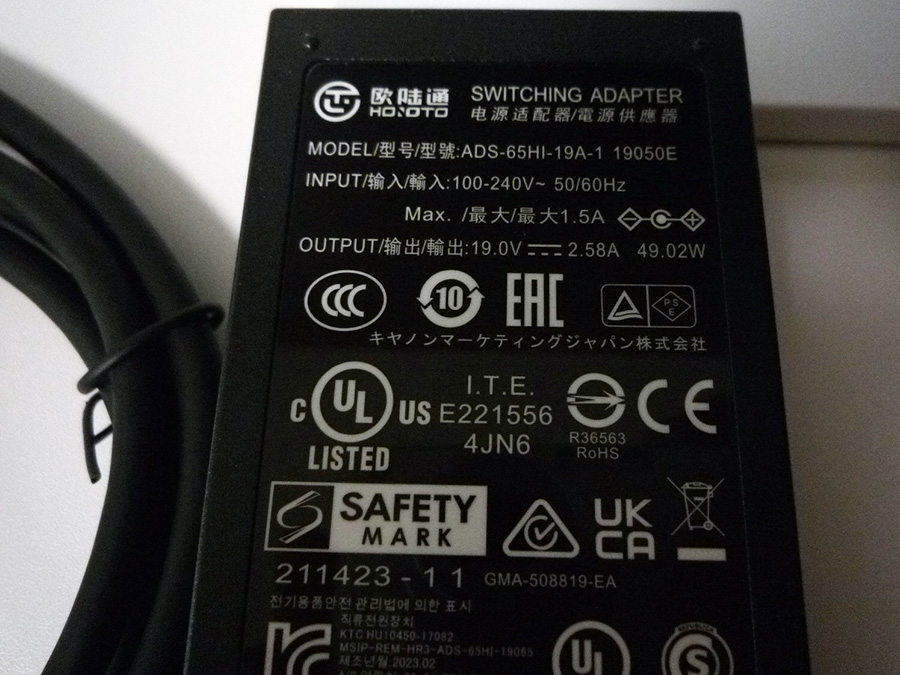 欧陆通 SWITCHING ADAPTER
HONOTO 电源适配器/電源供應器
MODEL/型号/型號:ADS-65HI-19A-1 19050E
INPUT/输入/輸入:100-240V~ 50/60Hz
Max. /最大/最大1.5A
OUTPUT/输出/輸出:19.0V 2.58A 49.02W
CCC 10 EAC PSE
キヤノンマーケティングジャパン株式会社
C UL US LISTED
I.T.E.
E221556
4JN6
R36563
RoHS
CE
SAFETY
MARK
UK
CA
211423-11 GMA-508819-EA
전기용품안전 관리법에 의한 표시
직류전원장치
KTC HU10450-17082
MSIP-REM-HR3-ADS-65HI-19065
제조년월 2023.02
UL
S